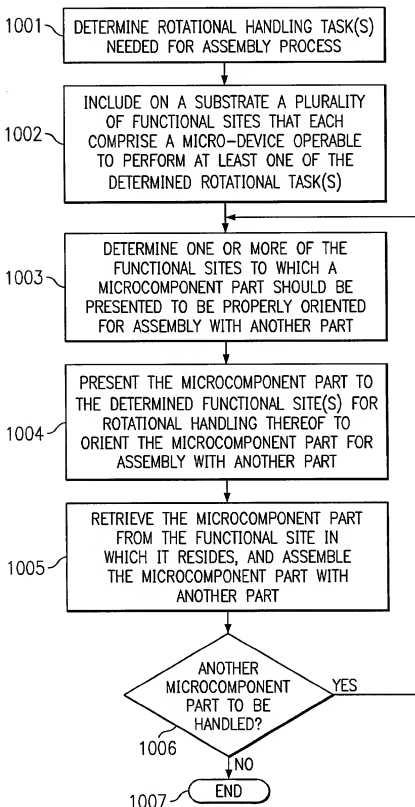 1001
DETERMINE ROTATIONAL HANDLING TASK(S)
NEEDED FOR ASSEMBLY PROCESS
1002
INCLUDE ON A SUBSTRATE A PLURALITY
OF FUNCTIONAL SITES THAT EACH
COMPRISE A MICRO-DEVICE OPERABLE
TO PERFORM AT LEAST ONE OF THE
DETERMINED ROTATIONAL TASK(S)
1003
DETERMINE ONE OR MORE OF THE
FUNCTIONAL SITES TO WHICH A
MICROCOMPONENT PART SHOULD BE
PRESENTED TO BE PROPERLY ORIENTED
FOR ASSEMBLY WITH ANOTHER PART
1004
PRESENT THE MICROCOMPONENT PART TO
THE DETERMINED FUNCTIONAL SITE(S) FOR
ROTATIONAL HANDLING THEREOF TO
ORIENT THE MICROCOMPONENT PART FOR
ASSEMBLY WITH ANOTHER PART
1005
RETRIEVE THE MICROCOMPONENT PART
FROM THE FUNCTIONAL SITE IN
WHICH IT RESIDES, AND ASSEMBLE
THE MICROCOMPONENT PART WITH
ANOTHER PART
ANOTHER
MICROCOMPONENT
PART TO BE
HANDLED?
YES
1006
NO
END
1007